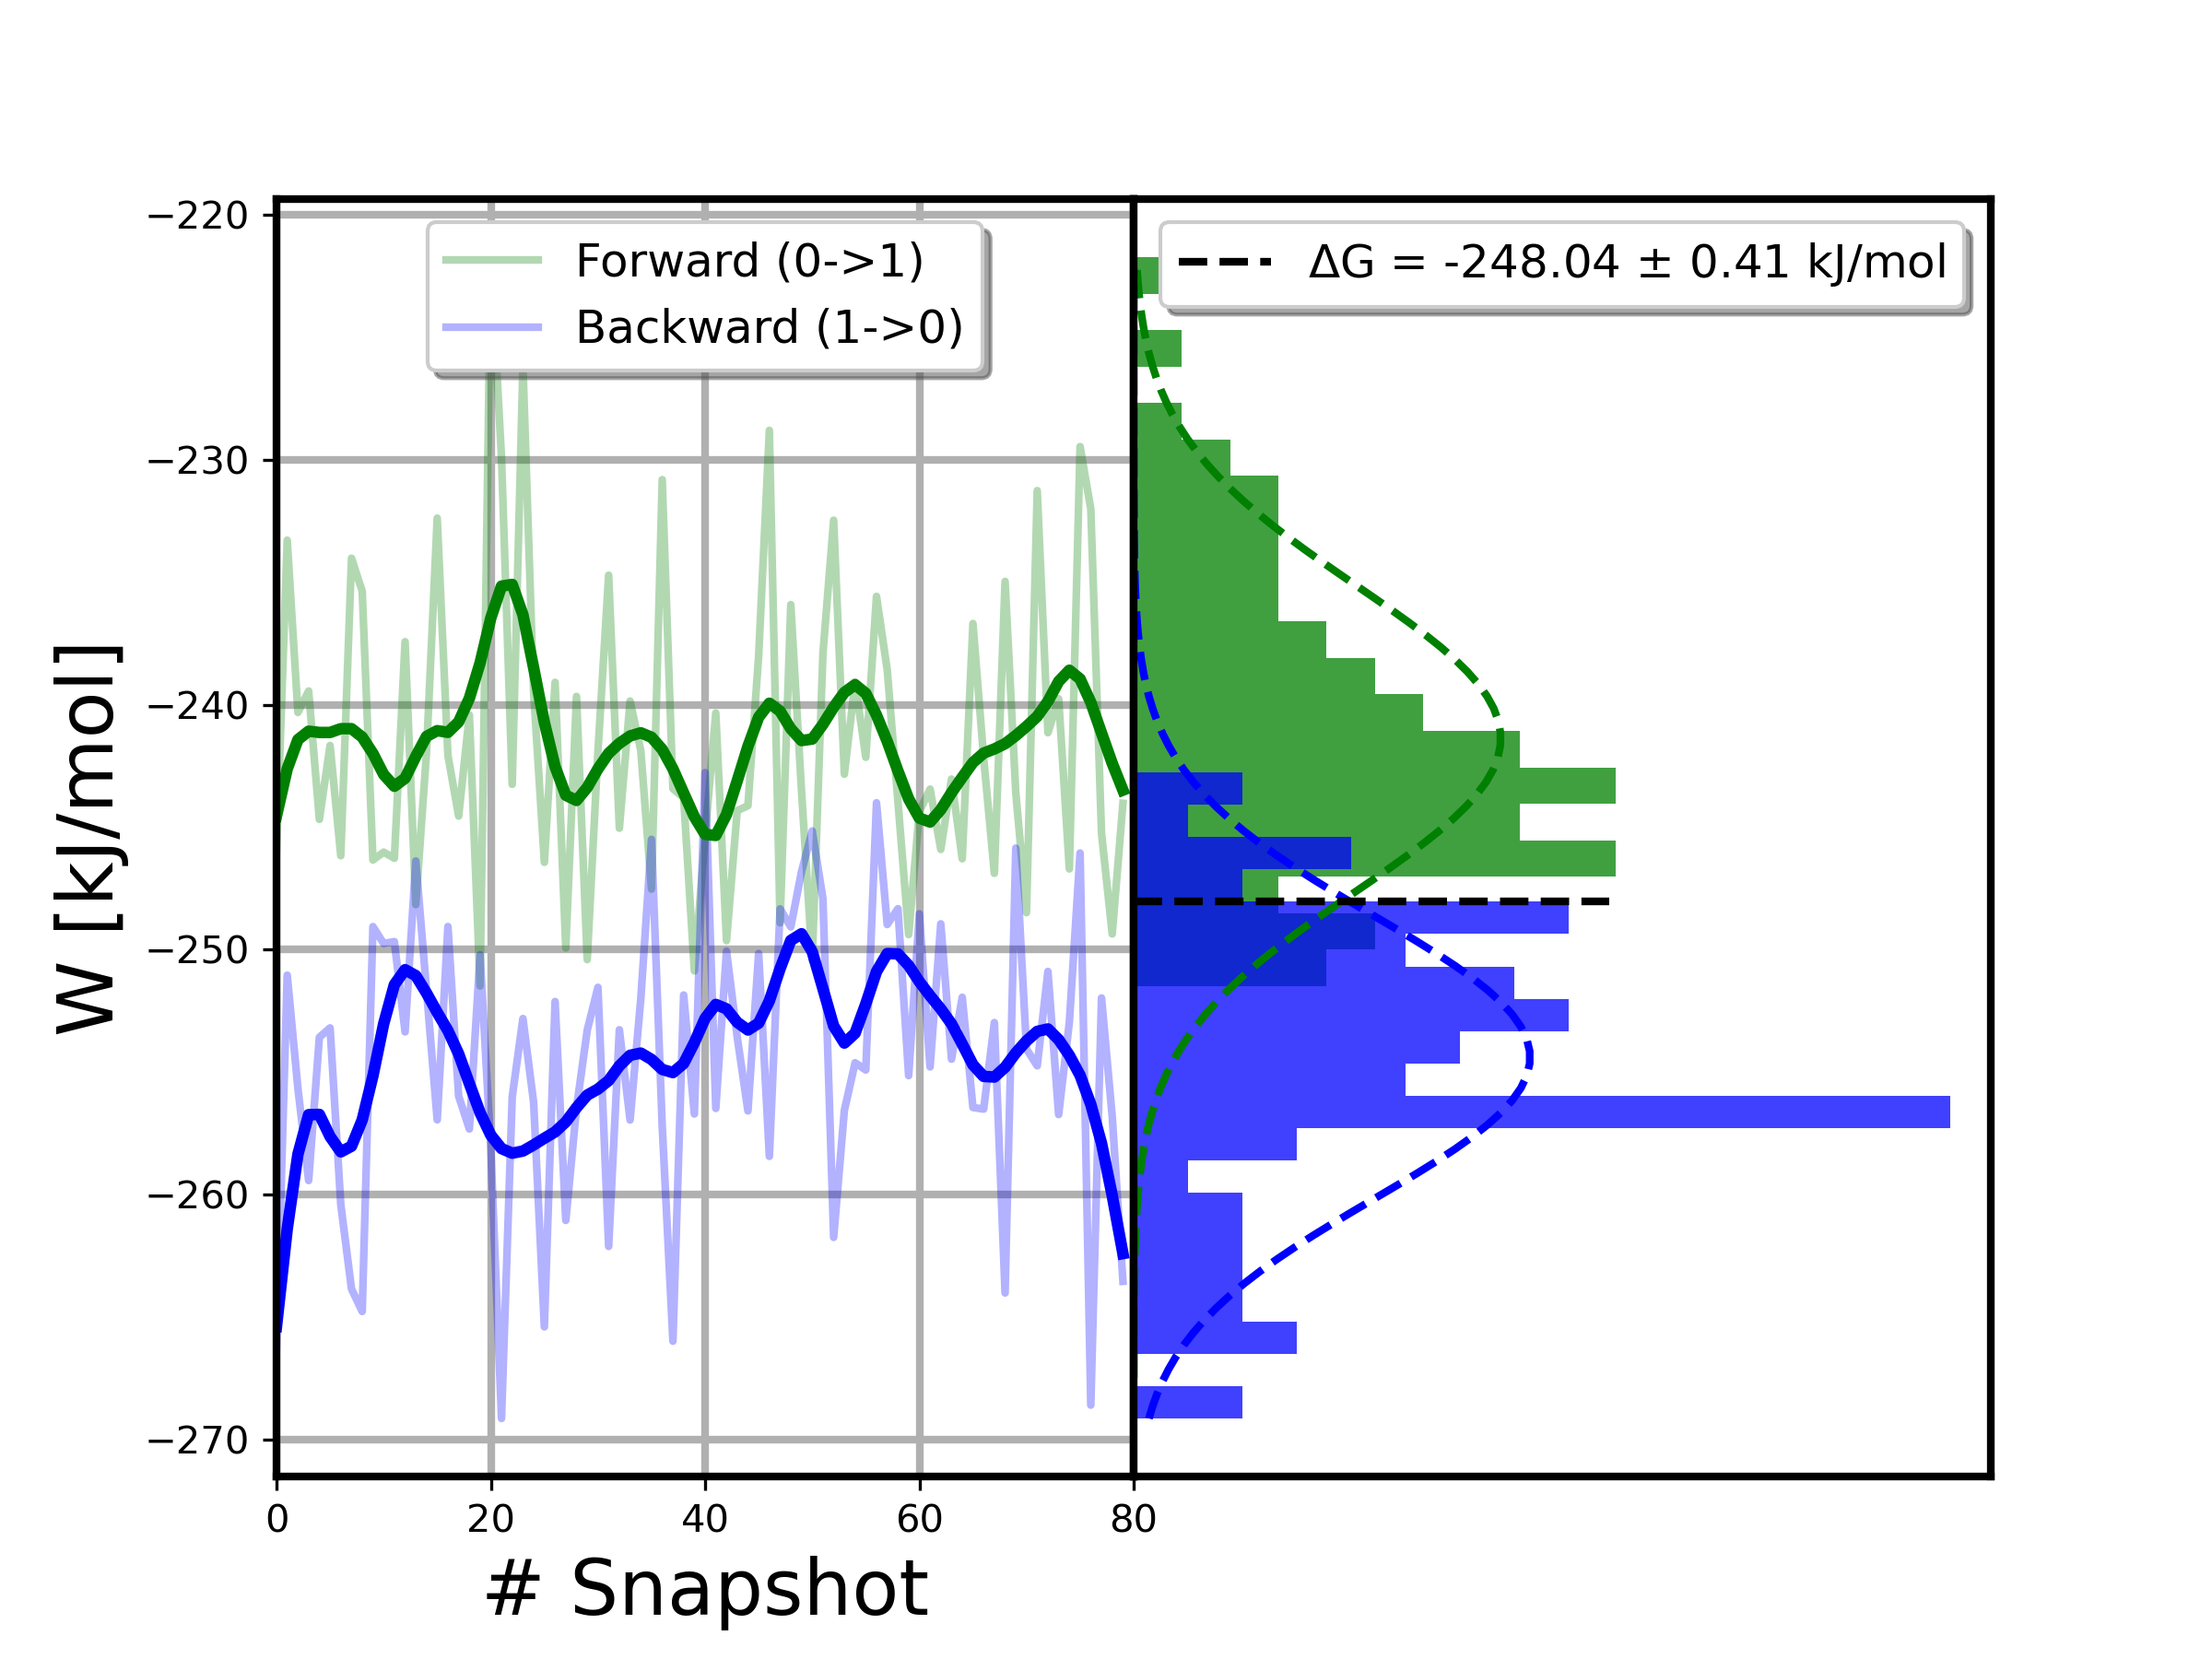 −220
−230
−240
−250
−260
−270
W [kJ/mol]
Forward (0->1)
Backward (1->0)
ΔG = -248.04 ± 0.41 kJ/mol
0 20 40 60 80
# Snapshot